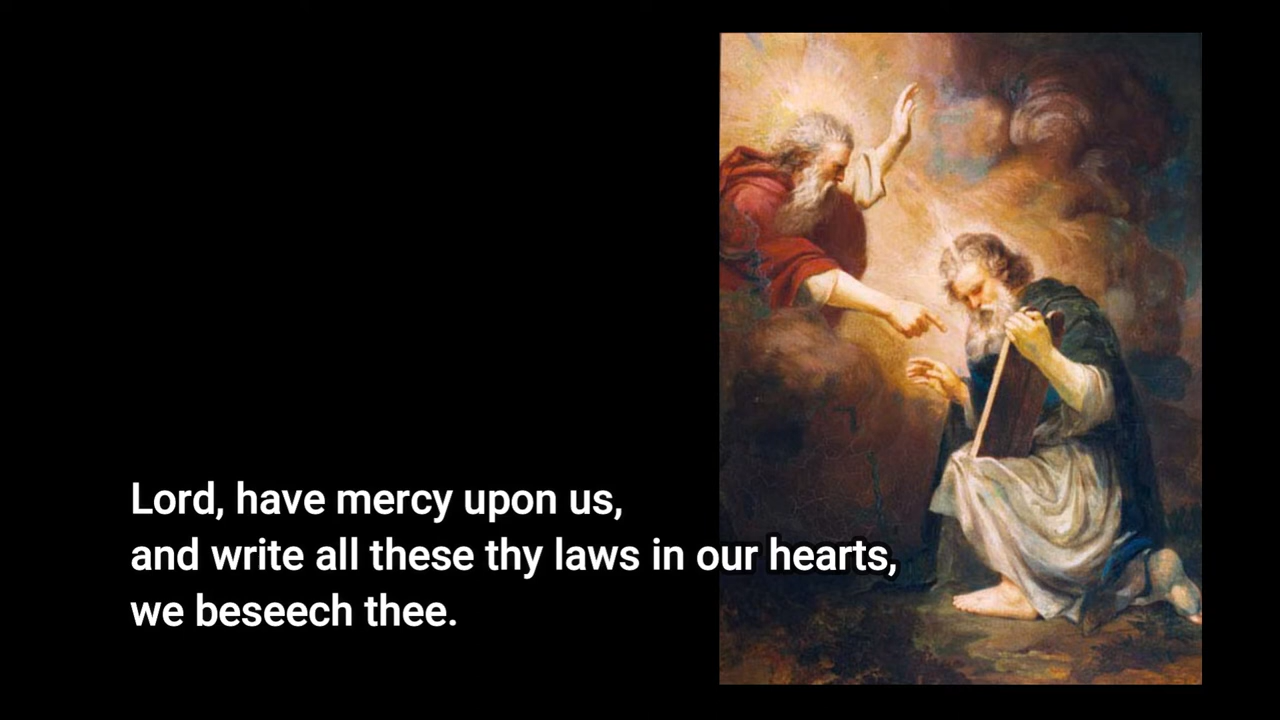 Lord, have mercy upon us,
and write all these thy laws in our hearts,
we beseech thee.